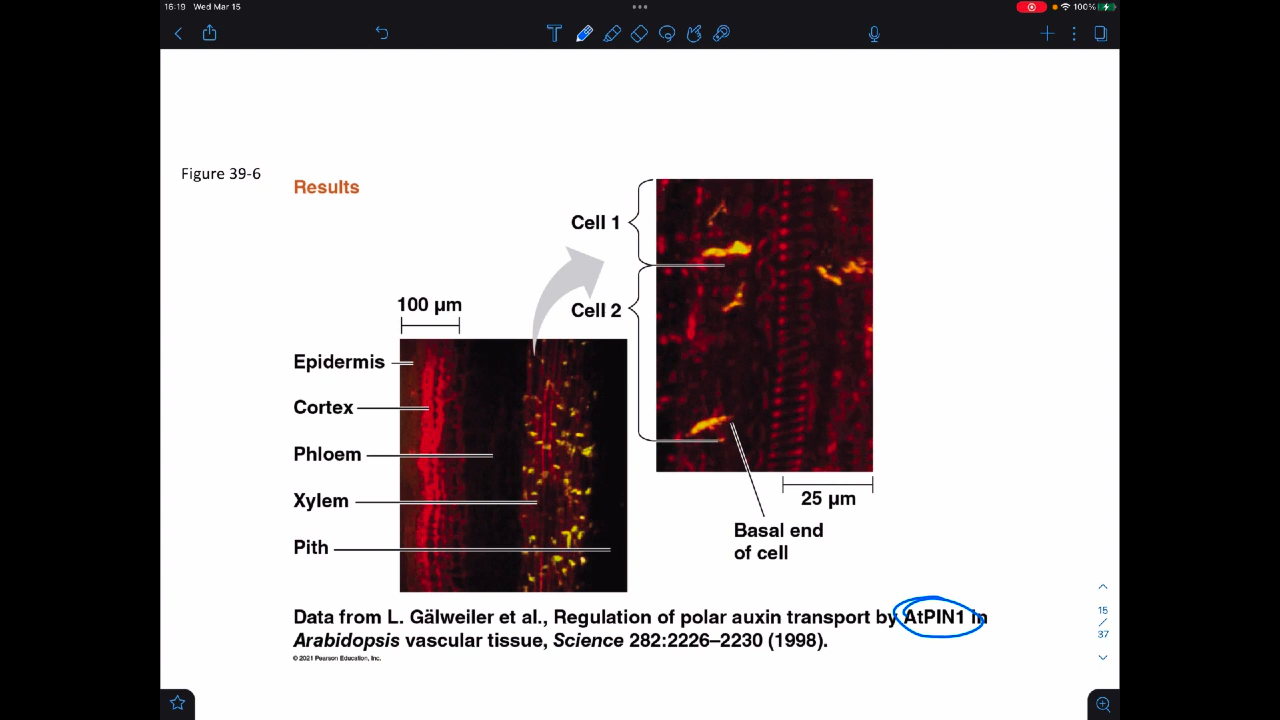 16:19 Wed Mar 15
100%
T
Figure 39-6
Results
Cell 1
Cell 2
100 µm
Epidermis
Cortex
Phloem
Xylem
Pith
25 µm
Basal end
of cell
Data from L. Gälweiler et al., Regulation of polar auxin transport by AtPIN1 in
Arabidopsis vascular tissue, Science 282:2226–2230 (1998).
© 2021 Pearson Education, Inc.
15
/
37